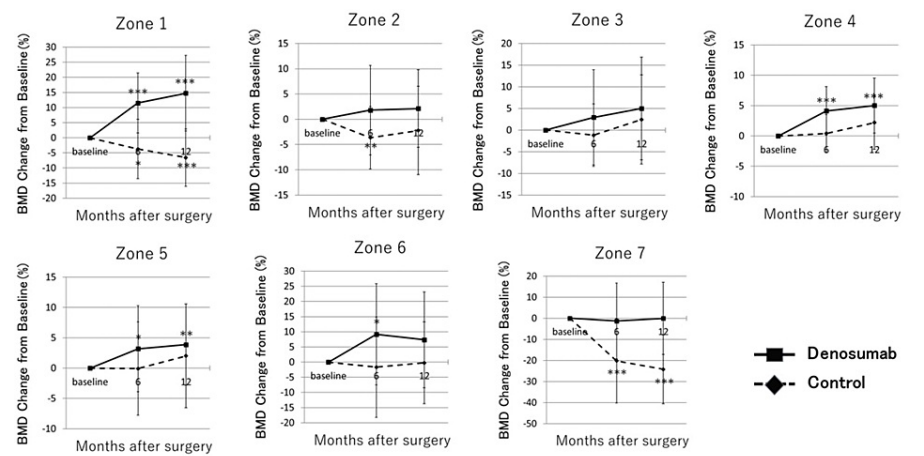 Zone 1
BMD Change from Baseline(%)
30
25
20
15
10
5
0
-5
-10
-15
-20
***
***
baseline
6
12
*
***
Months after surgery
Zone 2
BMD Change from Baseline (%)
15
10
5
0
-5
-10
-15
baseline
6
12
**
Months after surgery
Zone 3
BMD Change from Baseline (%)
20
15
10
5
0
-5
-10
-15
baseline
6
12
Months after surgery
Zone 4
BMD Change from Baseline (%)
15
10
5
0
-5
-10
***
***
baseline
6
12
Months after surgery
Zone 5
BMD Change from Baseline (%)
15
10
5
0
-5
-10
*
**
baseline
6
12
Months after surgery
Zone 6
BMD Change from Baseline (%)
30
25
20
15
10
5
0
-5
-10
-15
-20
*
baseline
6
12
Months after surgery
Zone 7
BMD Change from Baseline (%)
20
10
0
-10
-20
-30
-40
-50
baseline
6
12
***
***
Months after surgery
Denosumab
Control